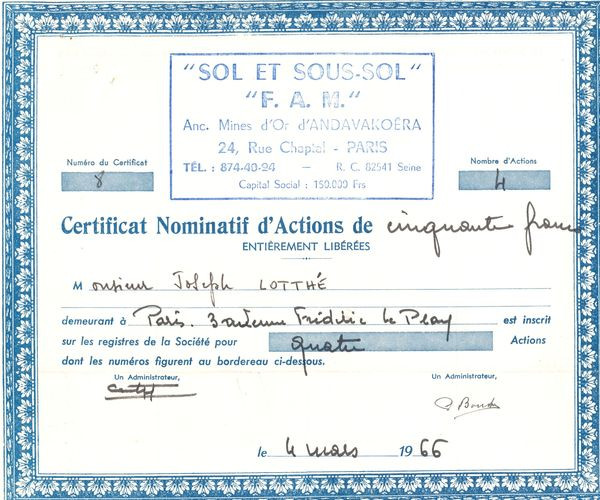 "SOL ET SOUS-SOL"
"F. A. M."
Anc. Mines d'Or d'ANDAVAKOËRA
24, Rue Chaptal - PARIS
TÉL. : 874-40-94 — R. C. 82541 Seine
Capital Social : 150.000 Frs
Numéro du Certificat
8
Nombre d'Actions
4
Certificat Nominatif d'Actions de cinquante francs
ENTIÈREMENT LIBÉRÉES
Monsieur Joseph LOTTHÉ
demeurant à Paris. 3 avenue Frédéric Le Play est inscrit
sur les registres de la Société pour quatre Actions
dont les numéros figurent au bordereau ci-dessous.
Un Administrateur,
Un Administrateur,
le 4 mars 1966